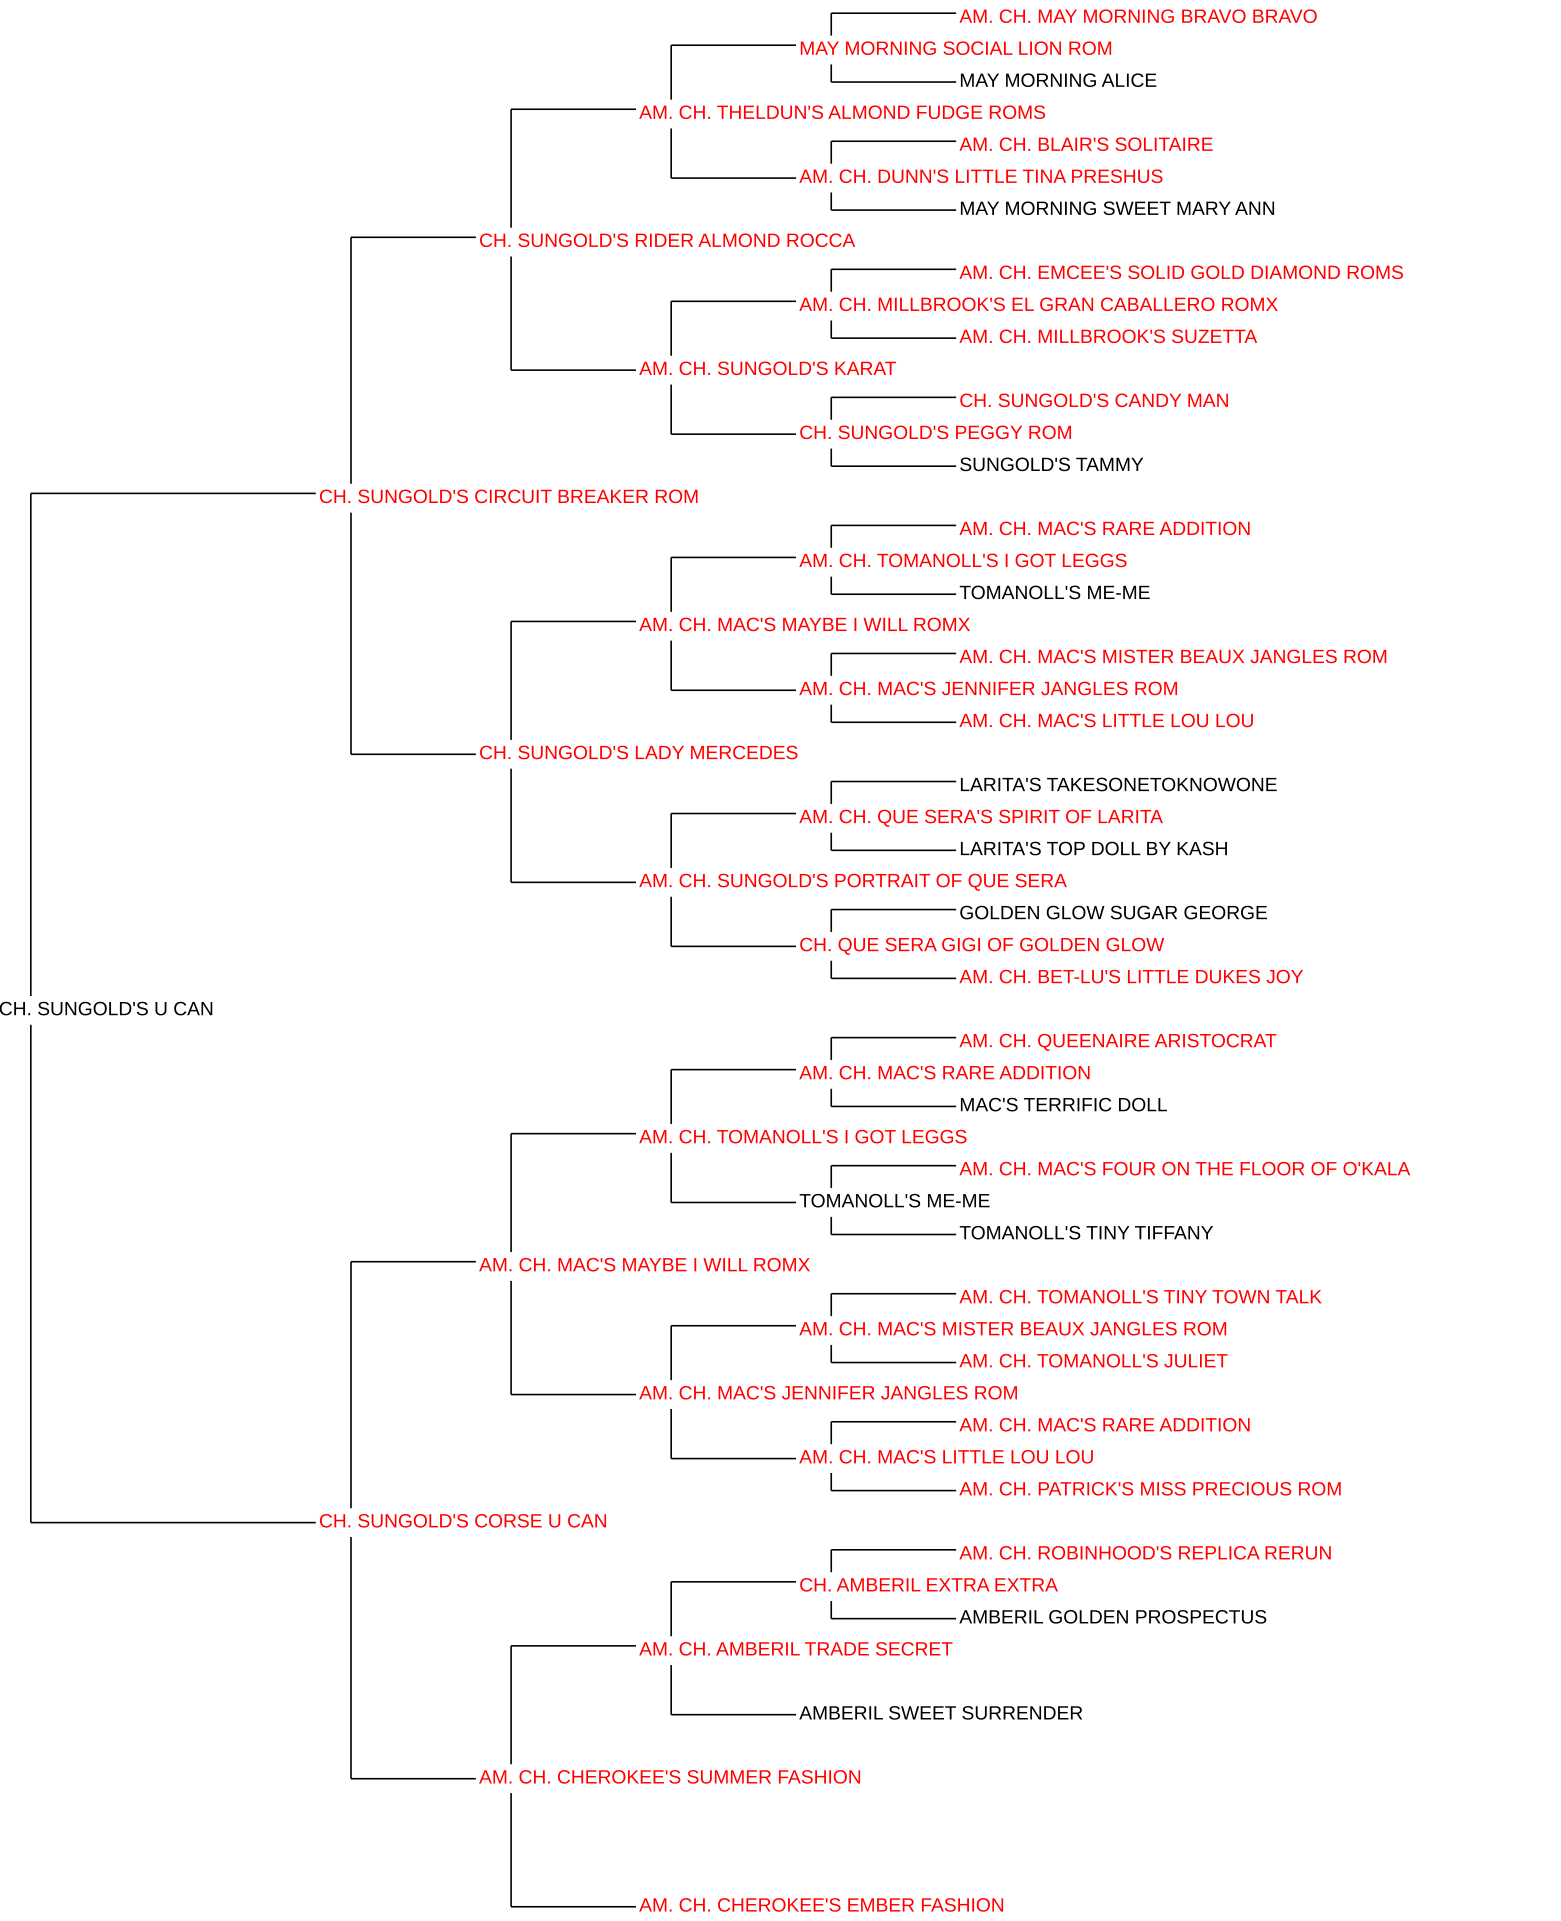 AM. CH. MAY MORNING BRAVO BRAVO
MAY MORNING SOCIAL LION ROM
MAY MORNING ALICE
AM. CH. THELDUN'S ALMOND FUDGE ROMS
AM. CH. BLAIR'S SOLITAIRE
AM. CH. DUNN'S LITTLE TINA PRESHUS
MAY MORNING SWEET MARY ANN
CH. SUNGOLD'S RIDER ALMOND ROCCA
AM. CH. EMCEE'S SOLID GOLD DIAMOND ROMS
AM. CH. MILLBROOK'S EL GRAN CABALLERO ROMX
AM. CH. MILLBROOK'S SUZETTA
AM. CH. SUNGOLD'S KARAT
CH. SUNGOLD'S CANDY MAN
CH. SUNGOLD'S PEGGY ROM
SUNGOLD'S TAMMY
CH. SUNGOLD'S CIRCUIT BREAKER ROM
AM. CH. MAC'S RARE ADDITION
AM. CH. TOMANOLL'S I GOT LEGGS
TOMANOLL'S ME-ME
AM. CH. MAC'S MAYBE I WILL ROMX
AM. CH. MAC'S MISTER BEAUX JANGLES ROM
AM. CH. MAC'S JENNIFER JANGLES ROM
AM. CH. MAC'S LITTLE LOU LOU
CH. SUNGOLD'S LADY MERCEDES
LARITA'S TAKESONETOKNOWONE
AM. CH. QUE SERA'S SPIRIT OF LARITA
LARITA'S TOP DOLL BY KASH
AM. CH. SUNGOLD'S PORTRAIT OF QUE SERA
GOLDEN GLOW SUGAR GEORGE
CH. QUE SERA GIGI OF GOLDEN GLOW
AM. CH. BET-LU'S LITTLE DUKES JOY
CH. SUNGOLD'S U CAN
AM. CH. QUEENAIRE ARISTOCRAT
AM. CH. MAC'S RARE ADDITION
MAC'S TERRIFIC DOLL
AM. CH. TOMANOLL'S I GOT LEGGS
AM. CH. MAC'S FOUR ON THE FLOOR OF O'KALA
TOMANOLL'S ME-ME
TOMANOLL'S TINY TIFFANY
AM. CH. MAC'S MAYBE I WILL ROMX
AM. CH. TOMANOLL'S TINY TOWN TALK
AM. CH. MAC'S MISTER BEAUX JANGLES ROM
AM. CH. TOMANOLL'S JULIET
AM. CH. MAC'S JENNIFER JANGLES ROM
AM. CH. MAC'S RARE ADDITION
AM. CH. MAC'S LITTLE LOU LOU
AM. CH. PATRICK'S MISS PRECIOUS ROM
CH. SUNGOLD'S CORSE U CAN
AM. CH. ROBINHOOD'S REPLICA RERUN
CH. AMBERIL EXTRA EXTRA
AMBERIL GOLDEN PROSPECTUS
AM. CH. AMBERIL TRADE SECRET
AMBERIL SWEET SURRENDER
AM. CH. CHEROKEE'S SUMMER FASHION
AM. CH. CHEROKEE'S EMBER FASHION